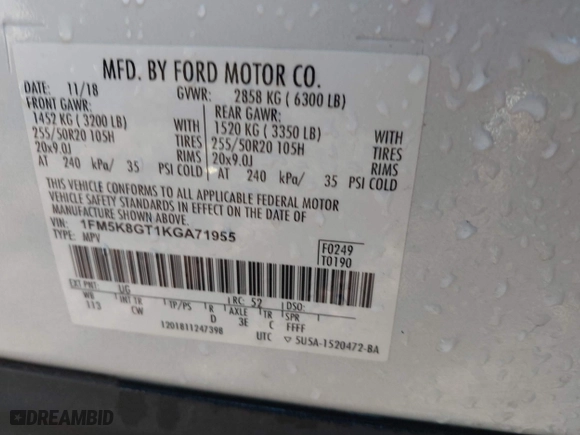 MFD. BY FORD MOTOR CO.
DATE: 11/18 GVWR: 2858 KG ( 6300 LB)
FRONT GAWR: REAR GAWR:
1452 KG ( 3200 LB) WITH 1520 KG ( 3350 LB) WITH
255/50R20 105H TIRES 255/50R20 105H TIRES
20x9.0J RIMS 20x9.0J RIMS
AT 240 kPa/ 35 PSI COLD AT 240 kPa/ 35 PSI COLD
THIS VEHICLE CONFORMS TO ALL APPLICABLE FEDERAL MOTOR
VEHICLE SAFETY STANDARDS IN EFFECT ON THE DATE OF
MANUFACTURE SHOWN ABOVE.
VIN: 1FM5K8GT1KGA71955
TYPE: MPV
F0249
T0190
EXT PNT: UG RC: 52 DSO:
WB INT TR TP/PS R AXLE TR SPR
113 CW D 3E C FFFF
1201811247398 UTC ▽ 5U5A-1520472-BA
DREAMBID